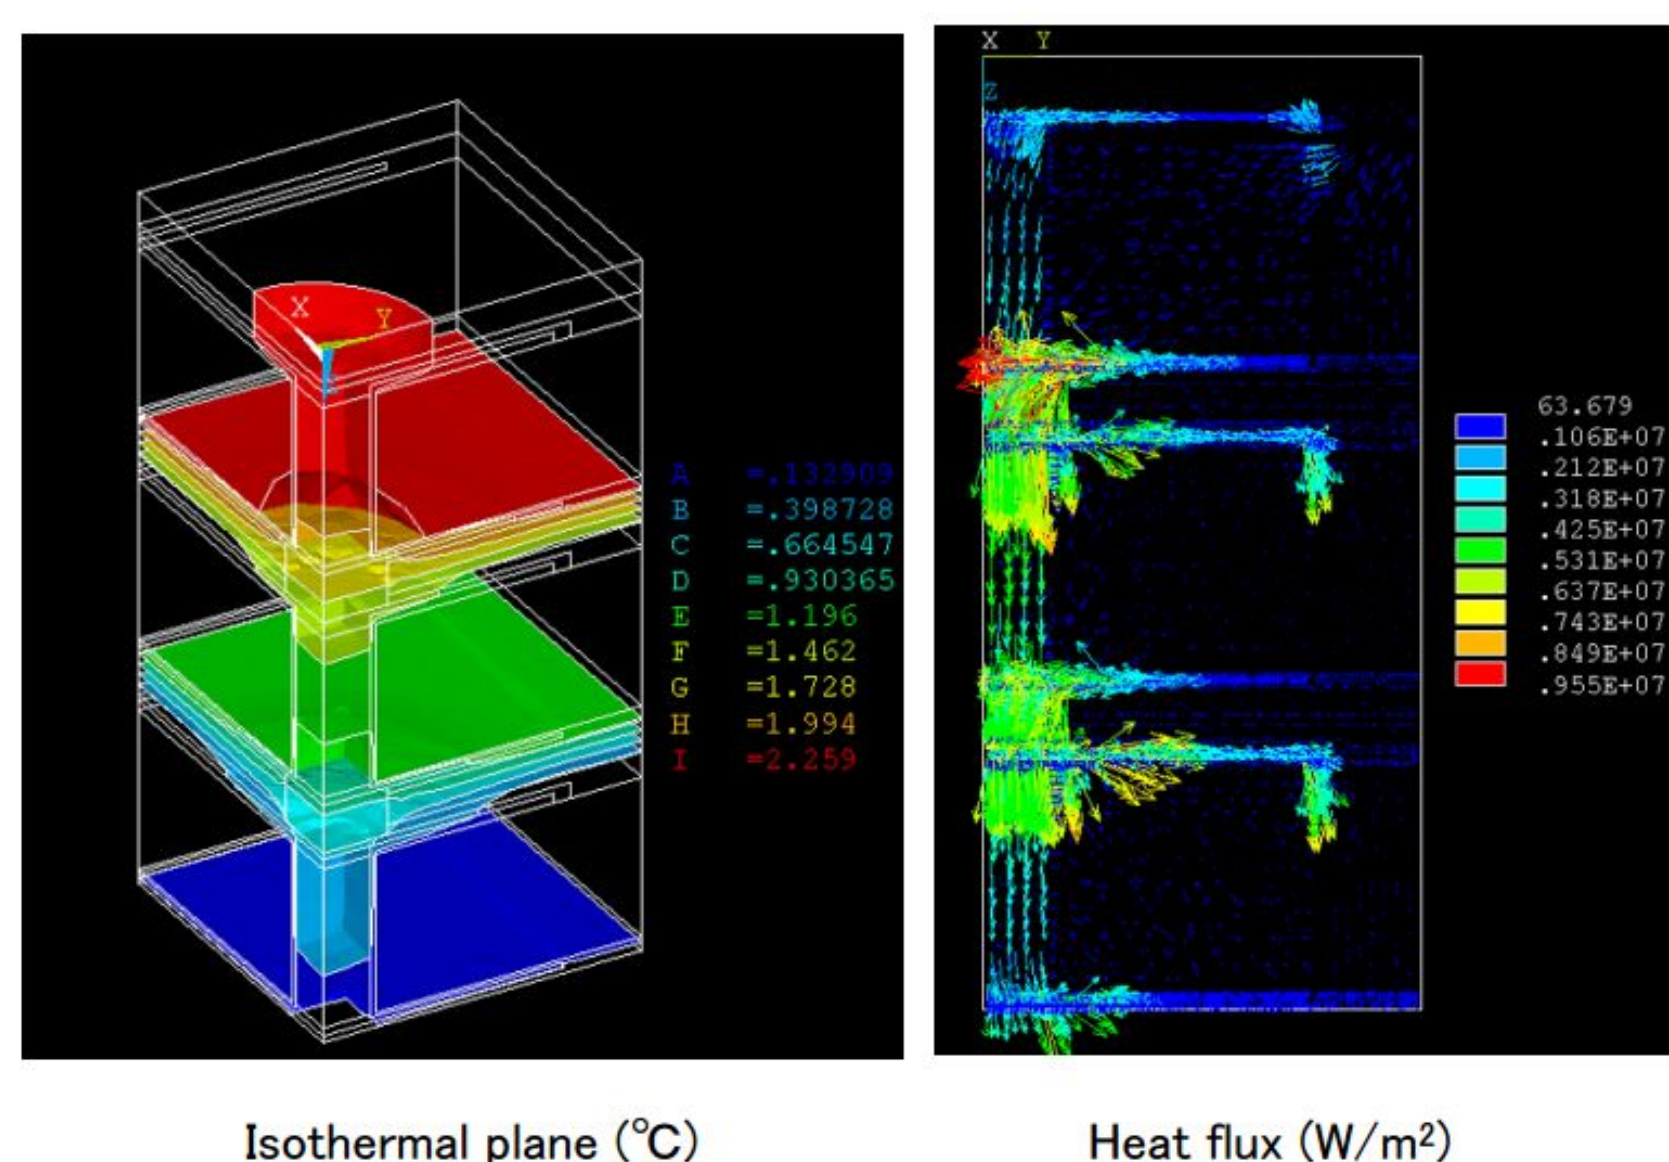 X Y
Z
X
Y
A =.132909
B =.398728
C =.664547
D =.930365
E =1.196
F =1.462
G =1.728
H =1.994
I =2.259
63.679
.106E+07
.212E+07
.318E+07
.425E+07
.531E+07
.637E+07
.743E+07
.849E+07
.955E+07
Isothermal plane (℃)
Heat flux (W/m²)